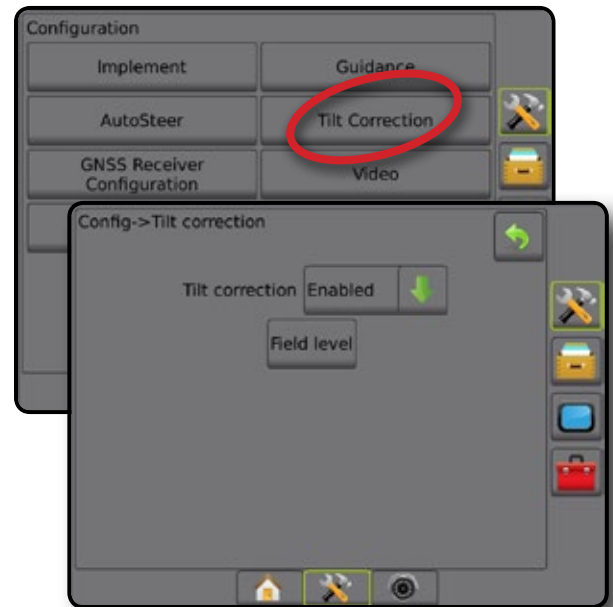 Configuration
Implement
Guidance
AutoSteer
Tilt Correction
GNSS Receiver
Configuration
Video
Config->Tilt correction
Tilt correction
Enabled
Field level